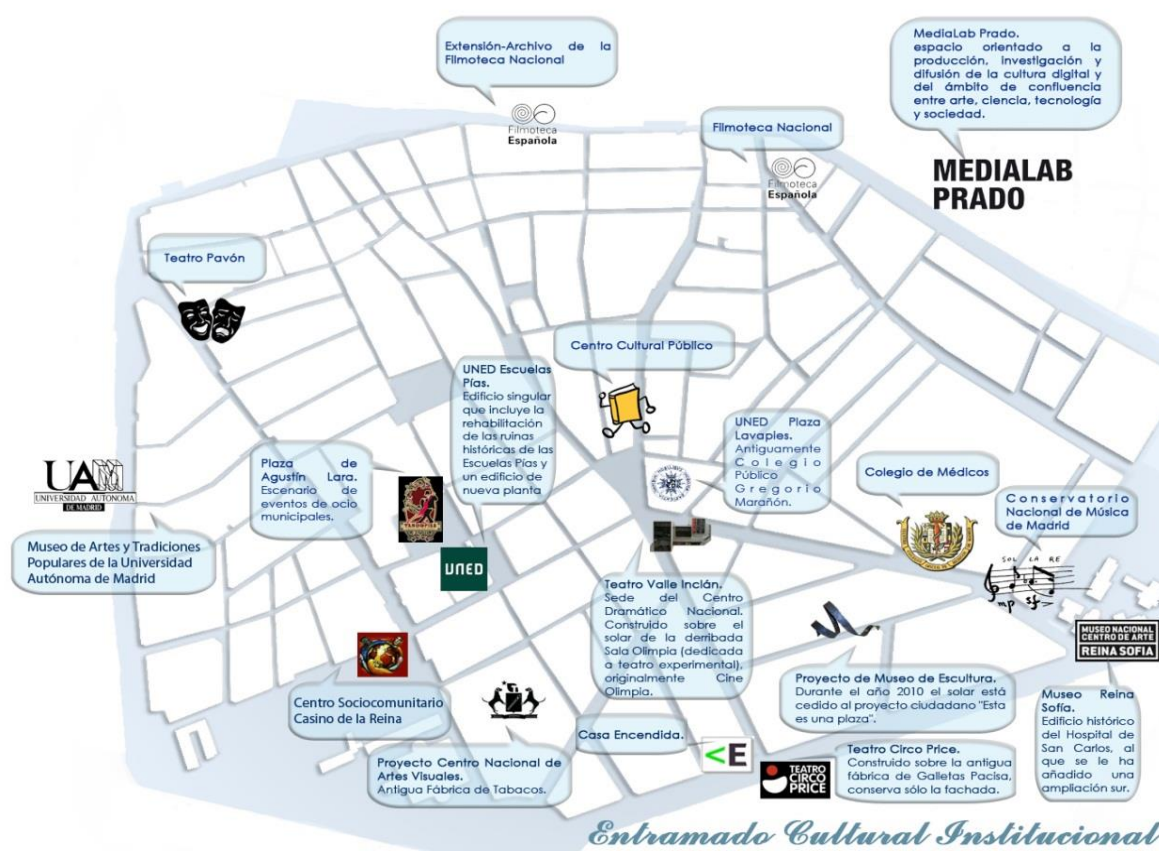 Extensión-Archivo de la
Filmoteca Nacional
Filmoteca
Española
MediaLab Prado.
espacio orientado a la
producción, investigación y
difusión de la cultura digital y
del ámbito de confluencia
entre arte, ciencia, tecnología
y sociedad.
Filmoteca Nacional
Filmoteca
Española
MEDIALAB
PRADO
Teatro Pavón
Centro Cultural Público
UNED Escuelas
Pías.
Edificio singular
que incluye la
rehabilitación
de las ruinas
históricas de las
Escuelas Pías y
un edificio de
nueva planta
UNED Plaza
Lavapies.
Antiguamente
Colegio
Público
Gregorio
Marañón.
Plaza de
Agustín Lara.
Escenario de
eventos de ocio
municipales.
UAM
UNIVERSIDAD AUTONOMA
DE MADRID
Colegio de Médicos
Conservatorio
Nacional de Música
de Madrid
SOL LA RE
mp sf>
Museo de Artes y Tradiciones
Populares de la Universidad
Autónoma de Madrid
UNED
Teatro Valle Inclán.
Sede del Centro
Dramático Nacional.
Construido sobre el
solar de la derribada
Sala Olimpia (dedicada
a teatro experimental),
originalmente Cine
Olimpia.
MUSEO NACIONAL
CENTRO DE ARTE
REINA SOFIA
Proyecto de Museo de Escultura.
Durante el año 2010 el solar está
cedido al proyecto ciudadano "Esta
es una plaza".
Centro Sociocomunitario
Casino de la Reina
Museo Reina
Sofía.
Edificio histórico
del Hospital de
San Carlos, al
que se le ha
añadido una
ampliación sur.
Casa Encendida.
<E
Proyecto Centro Nacional de
Artes Visuales.
Antigua Fábrica de Tabacos.
TEATRO
CIRCO
PRICE
Teatro Circo Price.
Construido sobre la antigua
fábrica de Galletas Pacisa,
conserva sólo la fachada.
Entramado Cultural Institucional